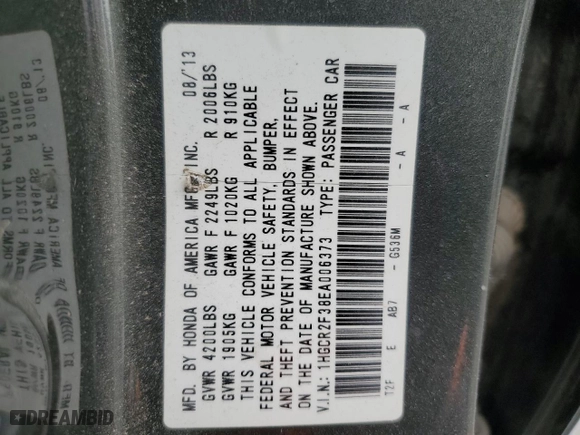 MFD. BY HONDA OF AMERICA MFG., INC. 08/'13
GVWR 4200LBS GAWR F 2249LBS R 2006LBS
GVWR 1905KG GAWR F 1020KG R 910KG
THIS VEHICLE CONFORMS TO ALL APPLICABLE
FEDERAL MOTOR VEHICLE SAFETY, BUMPER,
AND THEFT PREVENTION STANDARDS IN EFFECT
ON THE DATE OF MANUFACTURE SHOWN ABOVE.
V.I.N.: 1HGCR2F38EA006373 TYPE: PASSENGER CAR
T2F E AB7 - G536M - A - A
DREAMBID